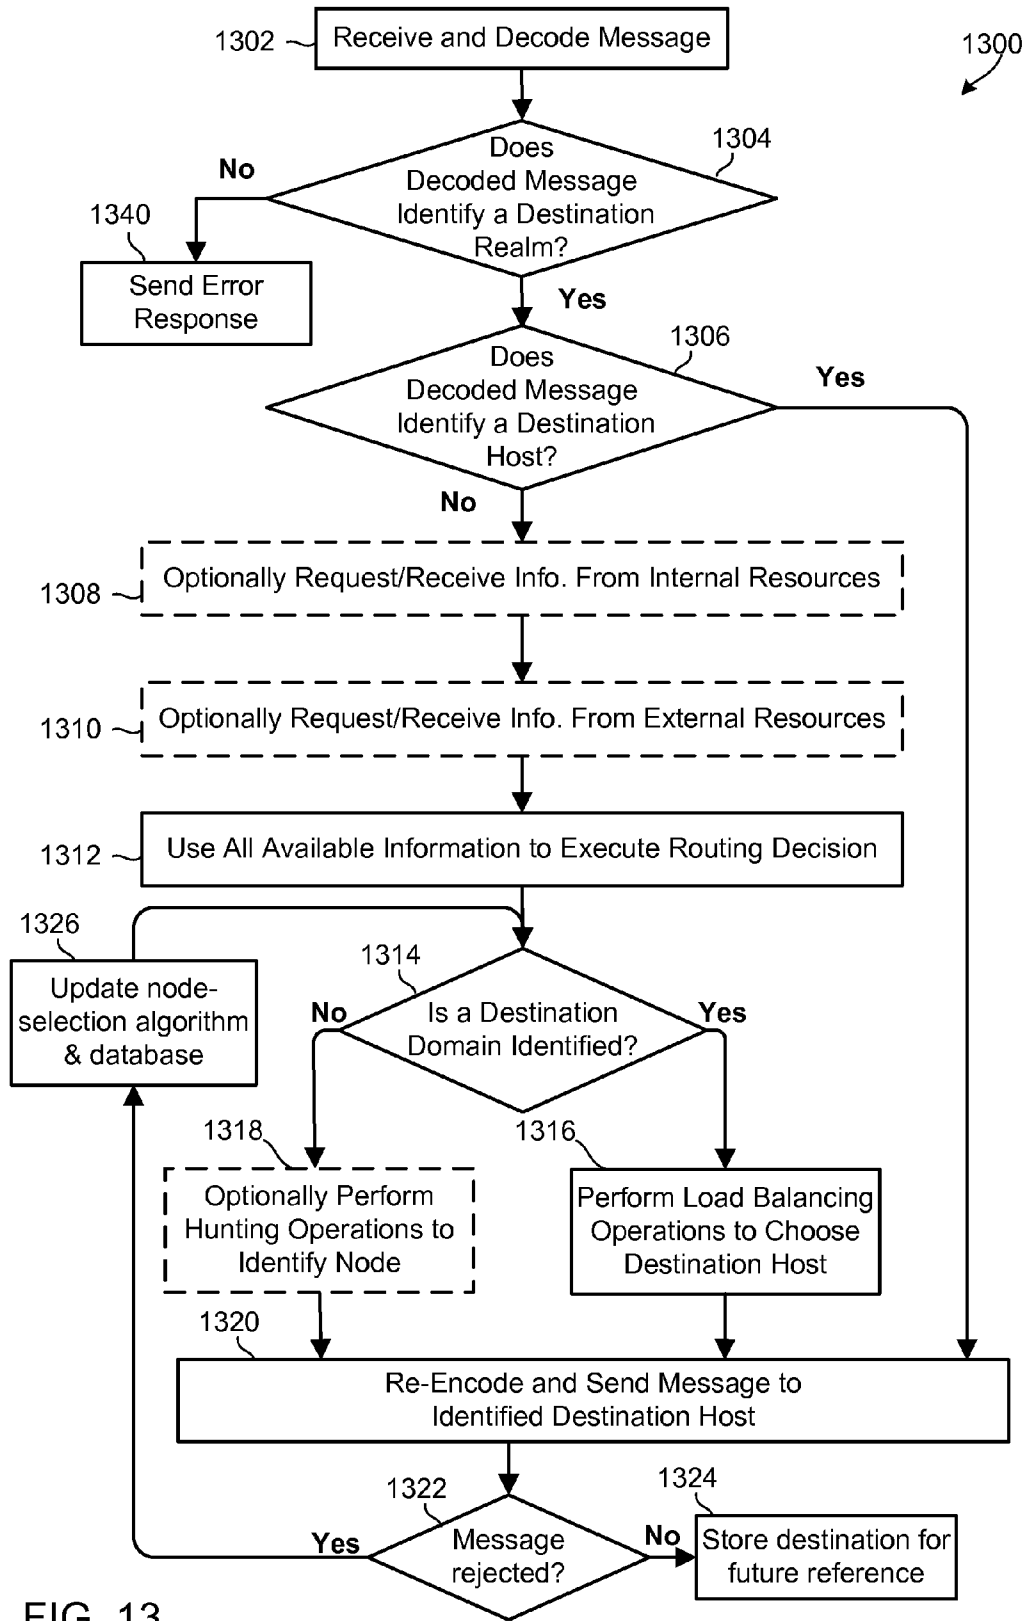 1302
Receive and Decode Message
1300
Does
Decoded Message
Identify a Destination
Realm?
1304
No
1340
Send Error
Response
Yes
Does
Decoded Message
Identify a Destination
Host?
1306
Yes
No
1308
Optionally Request/Receive Info. From Internal Resources
1310
Optionally Request/Receive Info. From External Resources
1312
Use All Available Information to Execute Routing Decision
1326
Update node-
selection algorithm
& database
1314
Is a Destination
Domain Identified?
No
Yes
1318
Optionally Perform
Hunting Operations to
Identify Node
1316
Perform Load Balancing
Operations to Choose
Destination Host
1320
Re-Encode and Send Message to
Identified Destination Host
1322
Message
rejected?
Yes
No
1324
Store destination for
future reference
FIG. 13